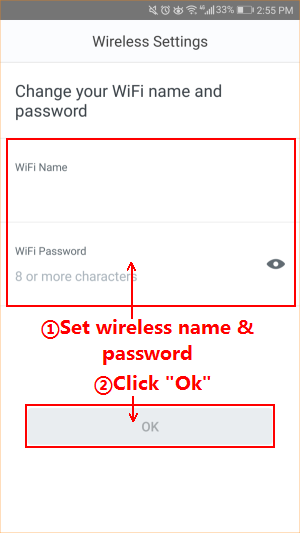 4G 33% 2:55 PM
Wireless Settings
Change your WiFi name and
password
WiFi Name
WiFi Password
8 or more characters
①Set wireless name &
password
②Click "Ok"
OK